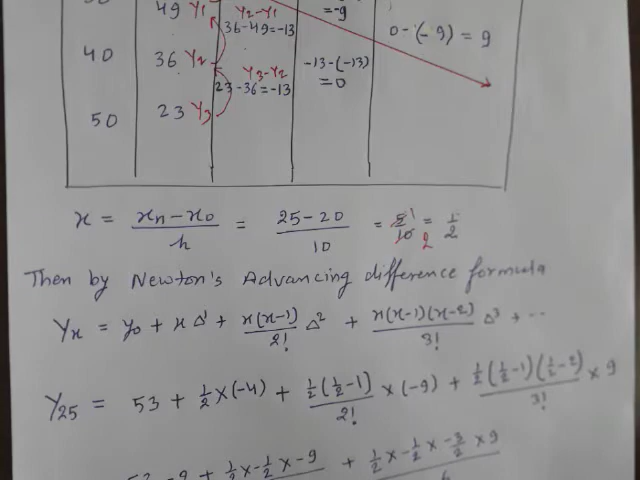 49 Y1 Y2-Y1 =-9
36-49=-13 0-(-9) = 9
40 36 Y2 -13-(-13)
Y3-Y2 =0
23-36=-13
50 23 Y3
x = xn-x0/h = 25-20/10 = 5/10 1/2 = 1/2
Then by Newton's Advancing difference formula
Yx = y0 + x Δ¹ + x(x-1)/2! Δ² + x(x-1)(x-2)/3! Δ³ + ..
Y25 = 53 + 1/2 x(-4) + 1/2(1/2-1)/2! x (-9) + 1/2(1/2-1)(1/2-2)/3! x 9
+ 1/2 x -1/2 x -9 + 1/2 x -1/2 x -3/2 x 9